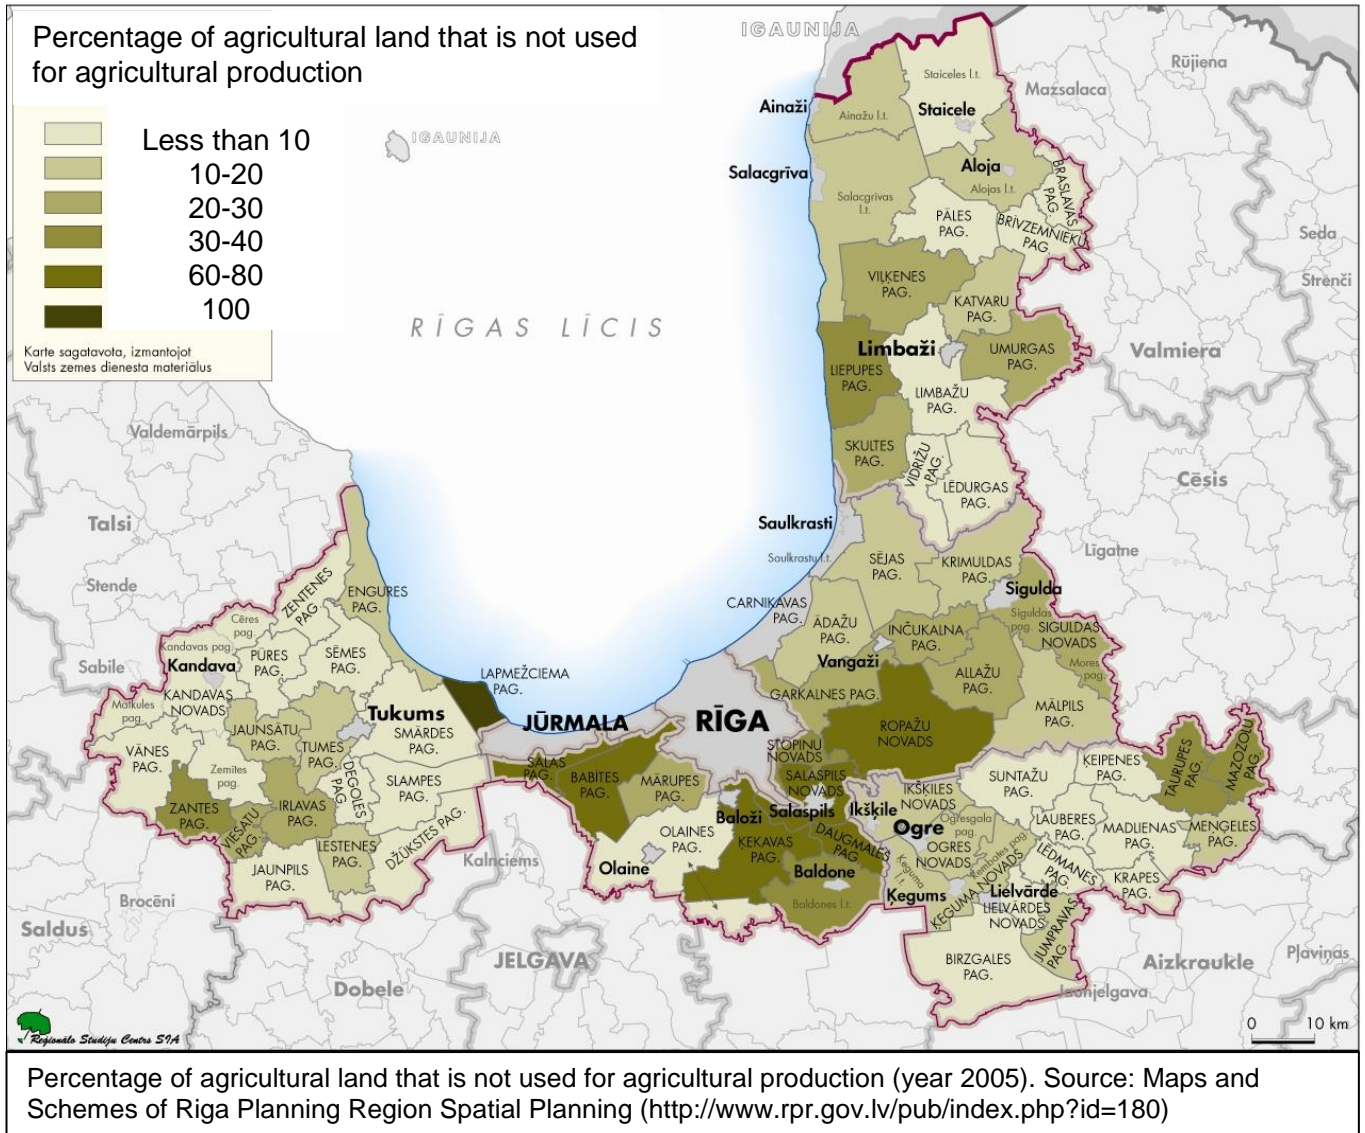 Percentage of agricultural land that is not used
for agricultural production
Less than 10
10-20
20-30
30-40
60-80
100
Karte sagatavota, izmantojot
Valsts zemes dienesta materiālus
IGAUNIJA
IGAUNIJA
RĪGAS LĪCIS
Rūjiena
Mazsalaca
Seda
Strenči
Valmiera
Cēsis
Līgatne
Ainaži
Ainažu l.t.
Staiceles l.t.
Staicele
Salacgrīva
Salacgrīvas
l.t.
Aloja
Alojas l.t.
BRASLAVAS
PAG.
PĀLES
PAG.
BRĪVZEMNIEKU
PAG.
VIĻĶENES
PAG.
KATVARU
PAG.
Limbaži
UMURGAS
PAG.
LIEPUPES
PAG.
LIMBAŽU
PAG.
SKULTES
PAG.
VIDRIŽU
PAG.
LĒDURGAS
PAG.
Saulkrasti
Saulkrastu l.t.
SĒJAS
PAG.
KRIMULDAS
PAG.
Sigulda
Siguldas
pag.
SIGULDAS
NOVADS
Mores
pag.
CARNIKAVAS
PAG.
ĀDAŽU
PAG.
INČUKALNA
PAG.
Vangaži
ALLAŽU
PAG.
GARKALNES PAG.
MĀLPILS
PAG.
ROPAŽU
NOVADS
Valdemārpils
Talsi
Stende
Sabile
ZENTENES
PAG.
ENGURES
PAG.
Cēres
pag.
Kandavas pag.
Kandava
PŪRES
PAG.
SĒMES
PAG.
LAPMEŽCIEMA
PAG.
KANDAVAS
NOVADS
Matkules
pag.
Tukums
SMĀRDES
PAG.
JŪRMALA
RĪGA
JAUNSĀTU
PAG.
TUMES
PAG.
VĀNES
PAG.
Zemītes
pag.
DEGOLES
PAG.
SLAMPES
PAG.
SALAS
PAG.
BABĪTES
PAG.
MĀRUPES
PAG.
STOPIŅU
NOVADS
SALASPILS
NOVADS
ZANTES
PAG.
IRLAVAS
PAG.
VIESATU
PAG.
LESTENES
PAG.
DŽŪKSTES PAG.
JAUNPILS
PAG.
Baloži
Salaspils
Ikšķile
IKŠĶILES
NOVADS
SUNTAŽU
PAG.
ĶEIPENES
PAG.
TAURUPES
PAG.
MAZOZOLU
PAG.
OLAINES
PAG.
Olaine
ĶEKAVAS
PAG.
DAUGMALES
PAG.
Ogre
Ogresgala
pag.
OGRES
NOVADS
LAUBERES
PAG.
MADLIENAS
PAG.
MEŅĢELES
PAG.
Baldone
Baldones l.t.
Ķeguma
l.t.
Rembates pag.
LĒDMANES
PAG.
KRAPES
PAG.
Ķegums
ĶEGUMA NOVADS
Lielvārde
LIELVĀRDES
NOVADS
JUMPRAVAS
PAG.
BIRZGALES
PAG.
Kalnciems
Brocēni
Saldus
Dobele
JELGAVA
Aizkraukle
Pļaviņas
Jaunjelgava
Reģionālo Studiju Centrs SIA
0 10 km
Percentage of agricultural land that is not used for agricultural production (year 2005). Source: Maps and
Schemes of Riga Planning Region Spatial Planning (http://www.rpr.gov.lv/pub/index.php?id=180)